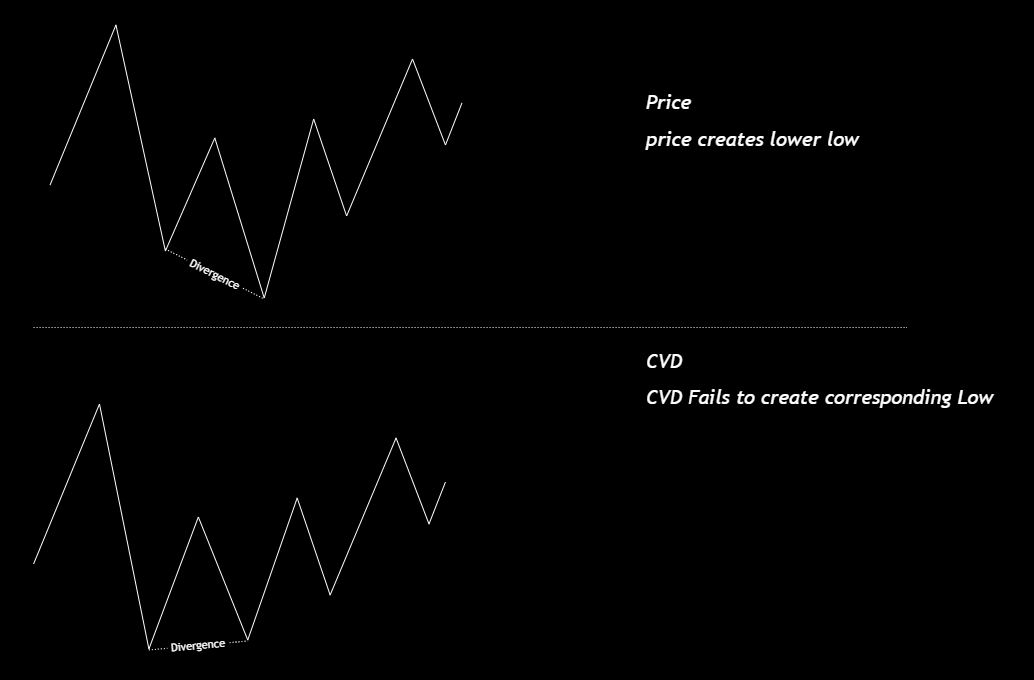 Price
price creates lower low
Divergence
CVD
CVD Fails to create corresponding Low
Divergence